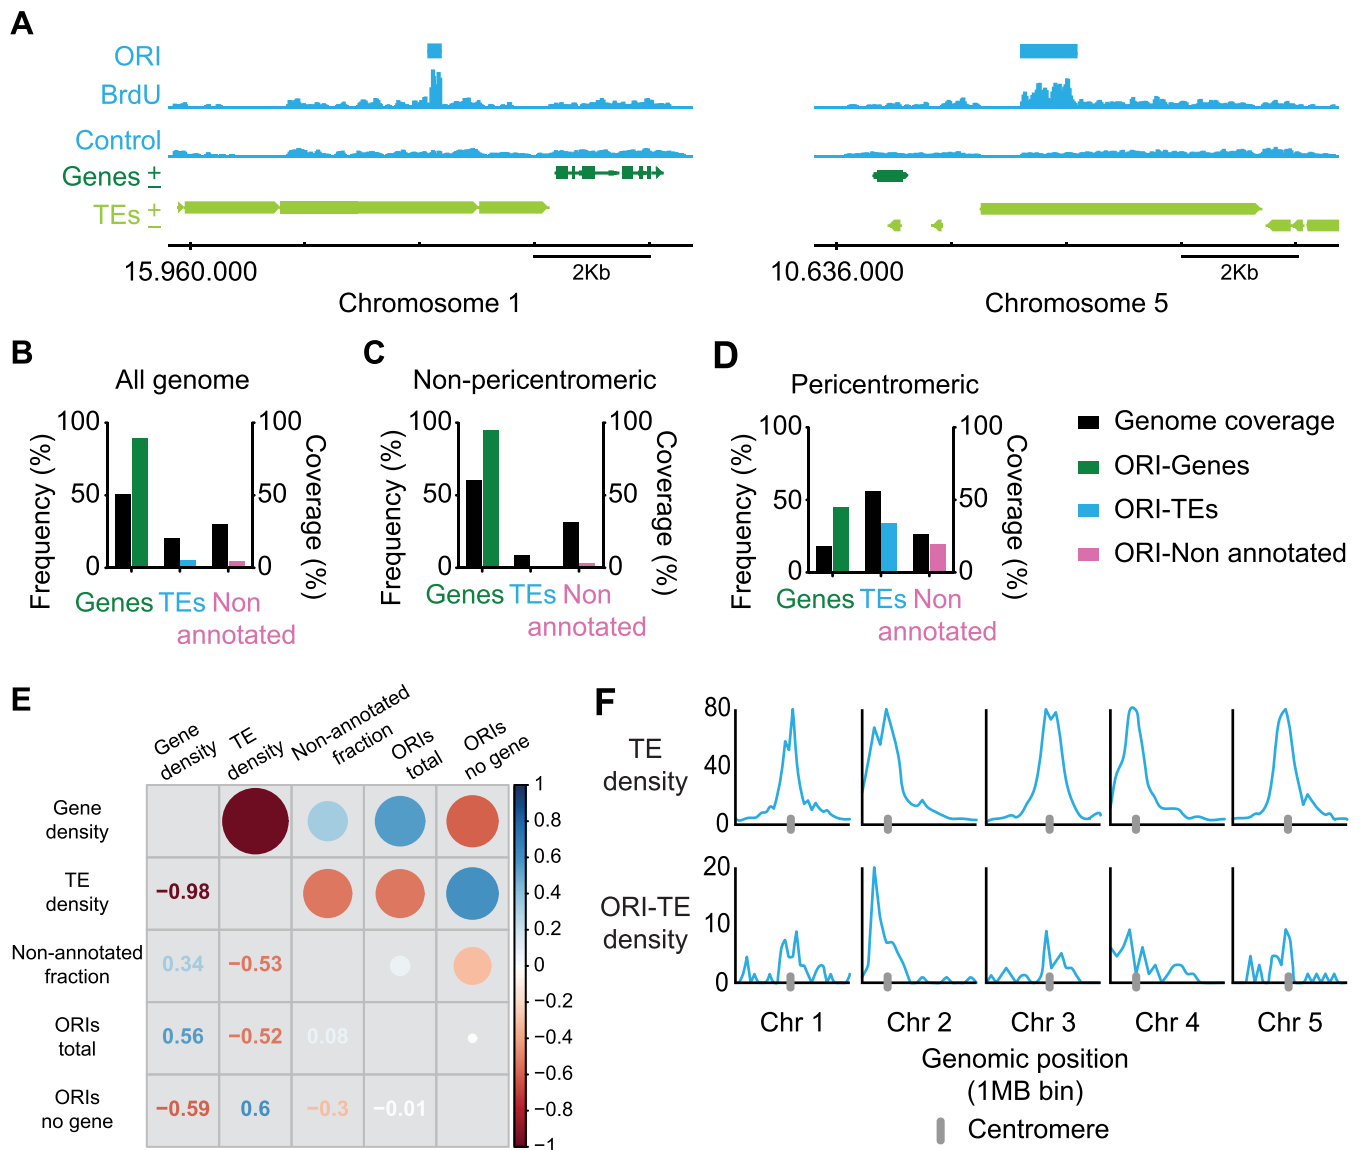 A
ORI
BrdU
Control
Genes +
−
TEs +
−
15.960.000
2Kb
Chromosome 1
10.636.000
2Kb
Chromosome 5
B
All genome
100
50
0
Frequency (%)
100
50
0
Coverage (%)
Genes TEs Non
annotated
C
Non-pericentromeric
100
50
0
Frequency (%)
100
50
0
Coverage (%)
Genes TEs Non
annotated
D
Pericentromeric
100
50
0
Frequency (%)
100
50
0
Coverage (%)
Genes TEs Non
annotated
Genome coverage
ORI-Genes
ORI-TEs
ORI-Non annotated
E
Gene
density
TE
density
Non-annotated
fraction
ORIs
total
ORIs
no gene
Gene
density
TE
density
−0.98
Non-annotated
fraction
0.34 −0.53
ORIs
total
0.56 −0.52 0.08
ORIs
no gene
−0.59 0.6 −0.3 −0.01
1
0.8
0.6
0.4
0.2
0
−0.2
−0.4
−0.6
−0.8
−1
F
TE
density
80
40
0
ORI-TE
density
20
10
0
Chr 1 Chr 2 Chr 3 Chr 4 Chr 5
Genomic position
(1MB bin)
Centromere